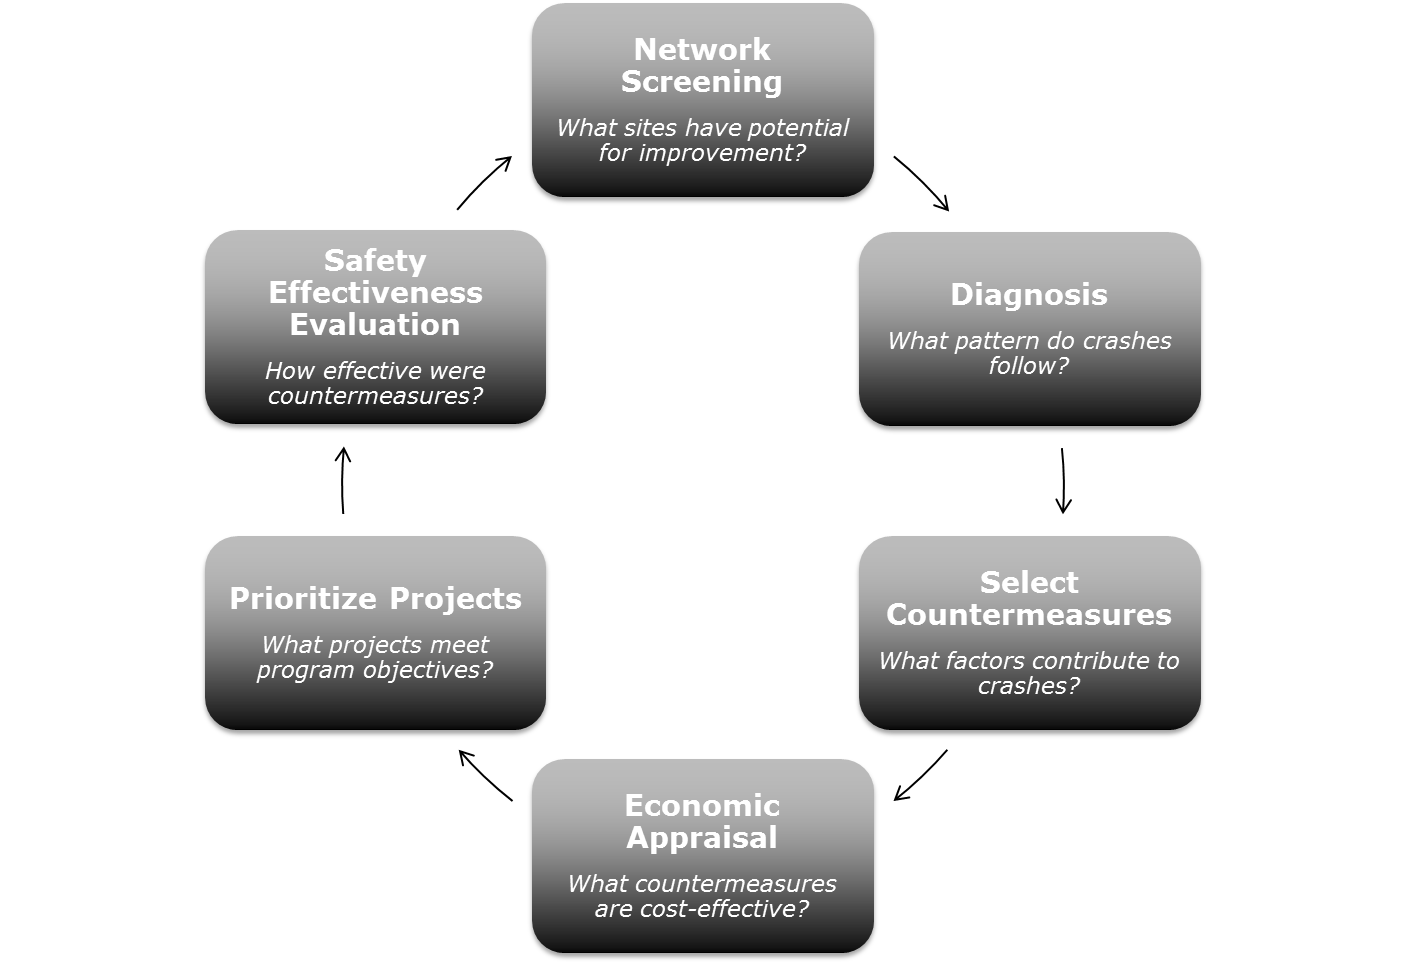 Network
Screening
What sites have potential
for improvement?
Diagnosis
What pattern do crashes
follow?
Select
Countermeasures
What factors contribute to
crashes?
Economic
Appraisal
What countermeasures
are cost-effective?
Prioritize Projects
What projects meet
program objectives?
Safety
Effectiveness
Evaluation
How effective were
countermeasures?